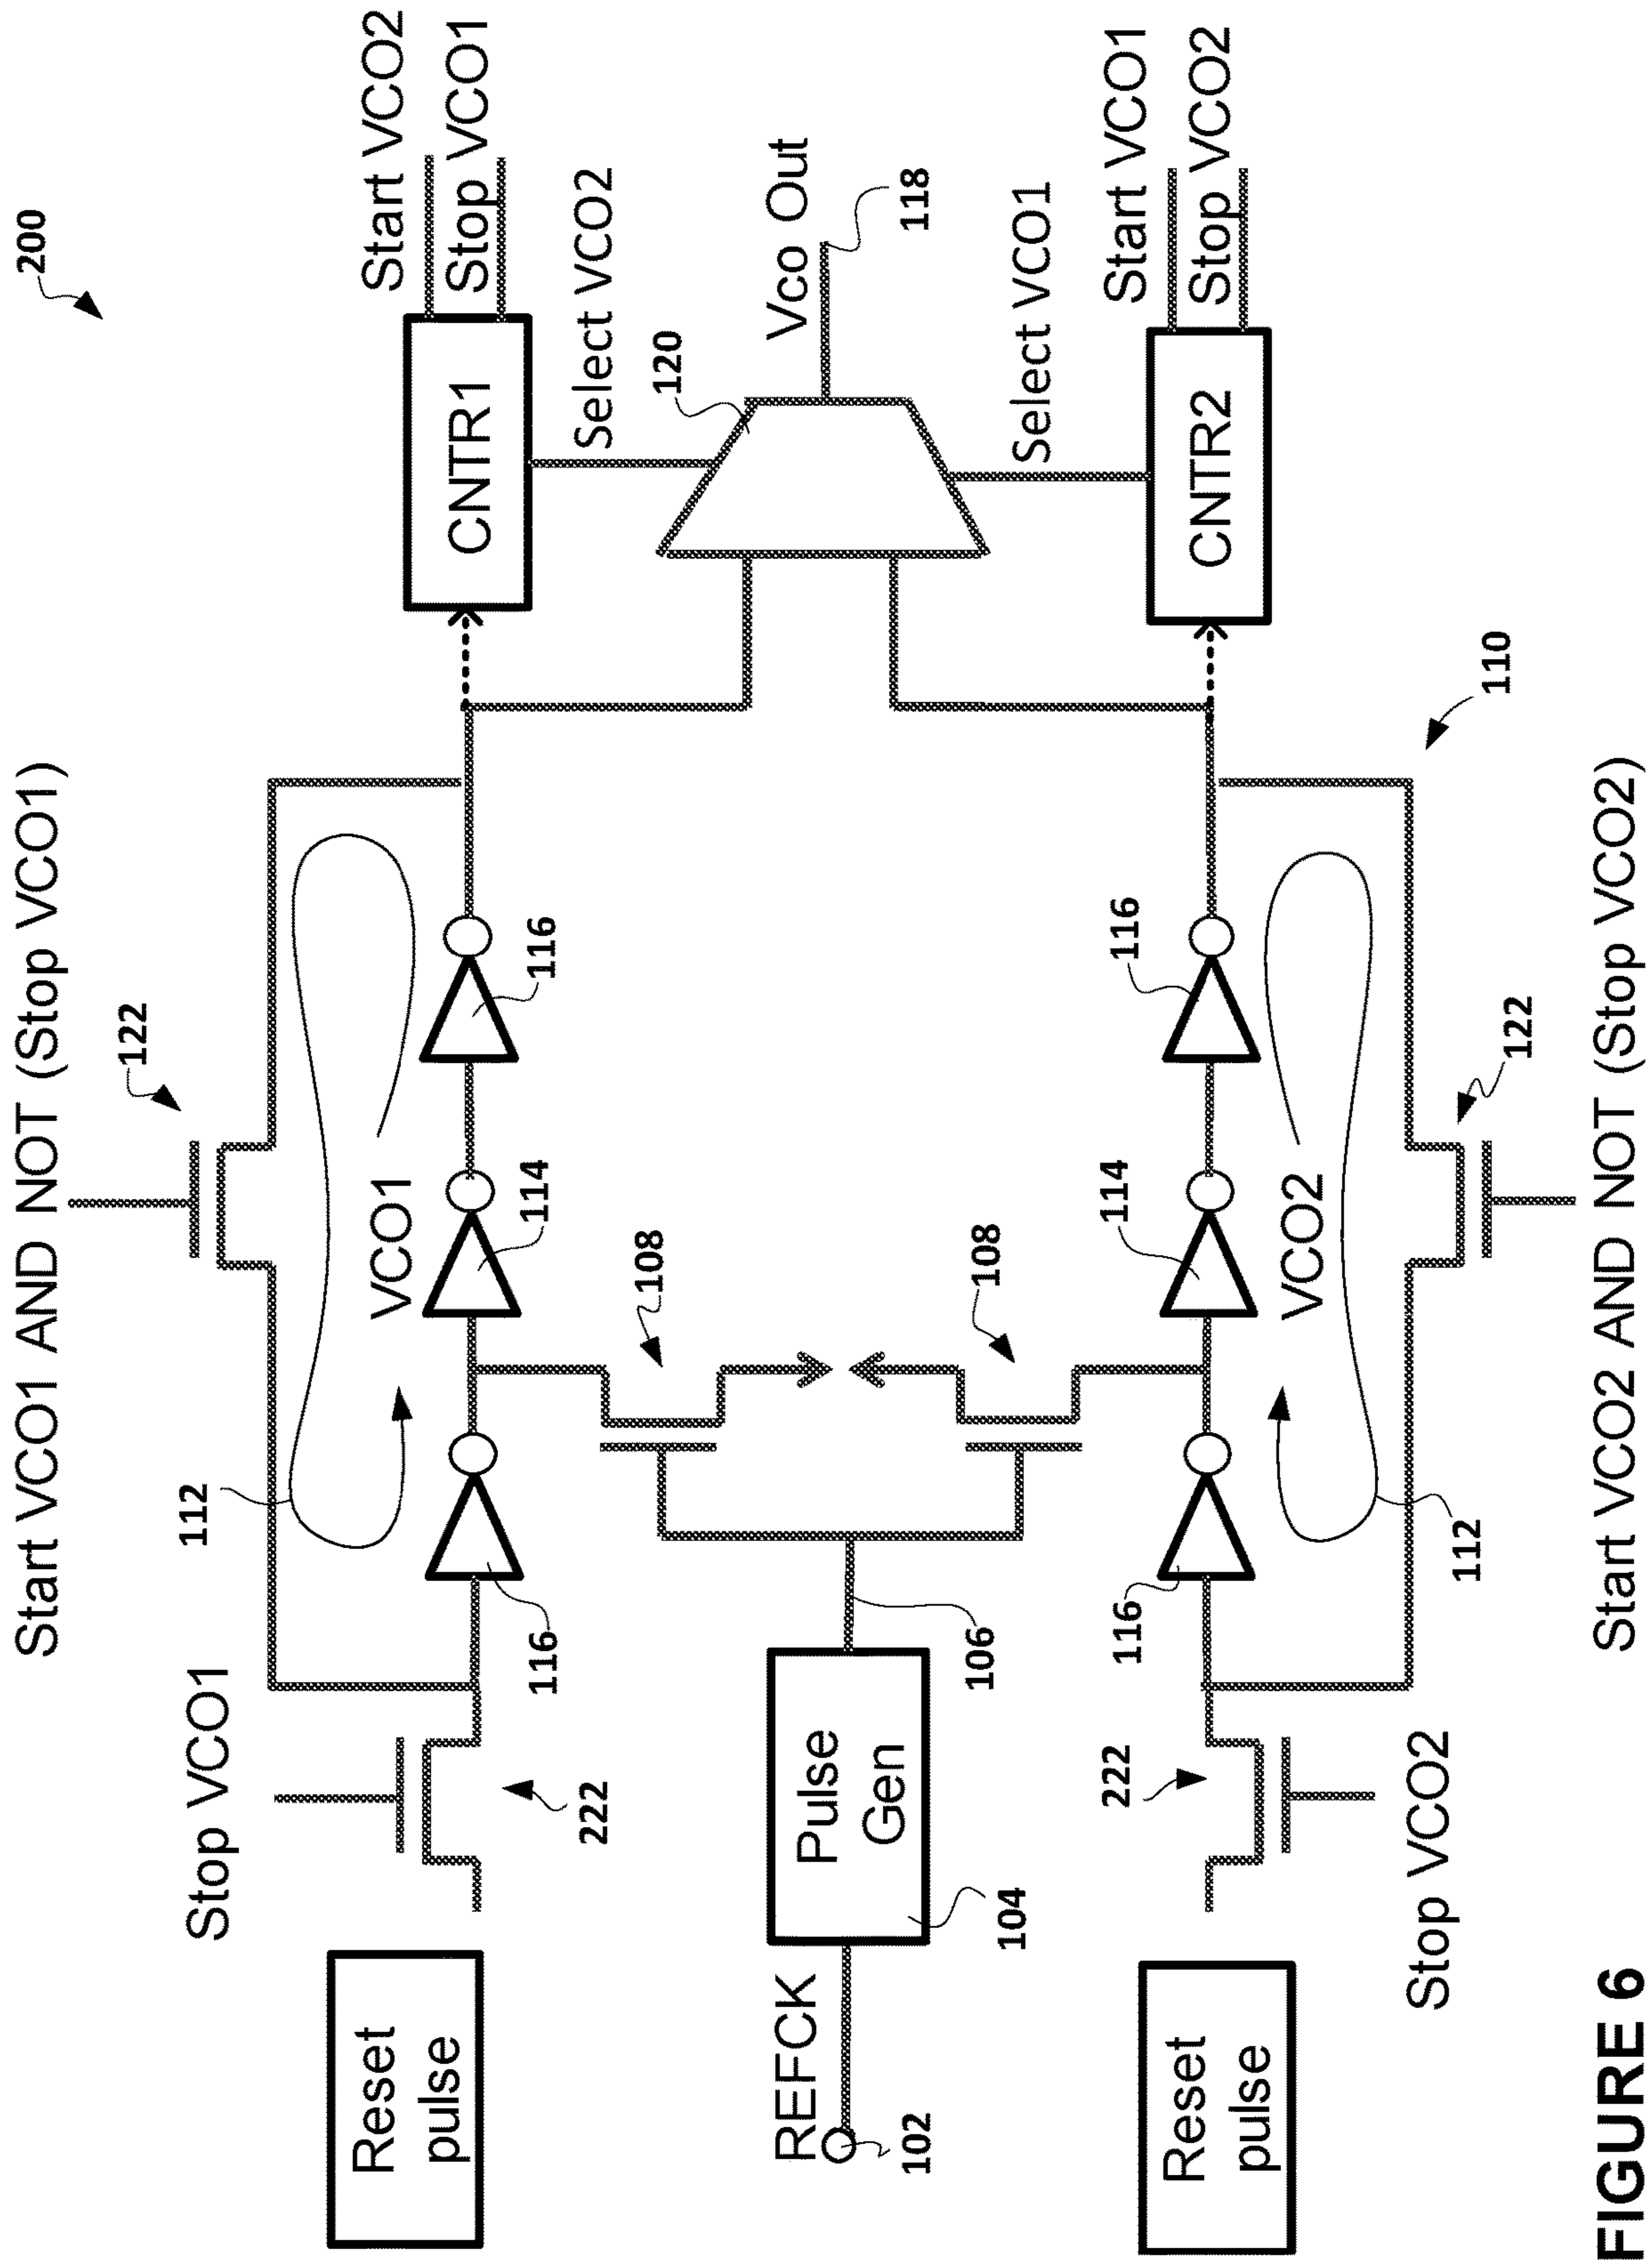 Start VCO1 AND NOT (Stop VCO1)
200
122
Stop VCO1
112
Start VCO2
Stop VCO1
VCO1
Reset
pulse
CNTR1
222
116
114
116
Select VCO2
108
120
REFCK
Pulse
Gen
Vco Out
102
118
106
108
104
Select VCO1
222
116
114
116
Start VCO1
Stop VCO2
Reset
pulse
CNTR2
VCO2
Stop VCO2
112
122
110
Start VCO2 AND NOT (Stop VCO2)
FIGURE 6